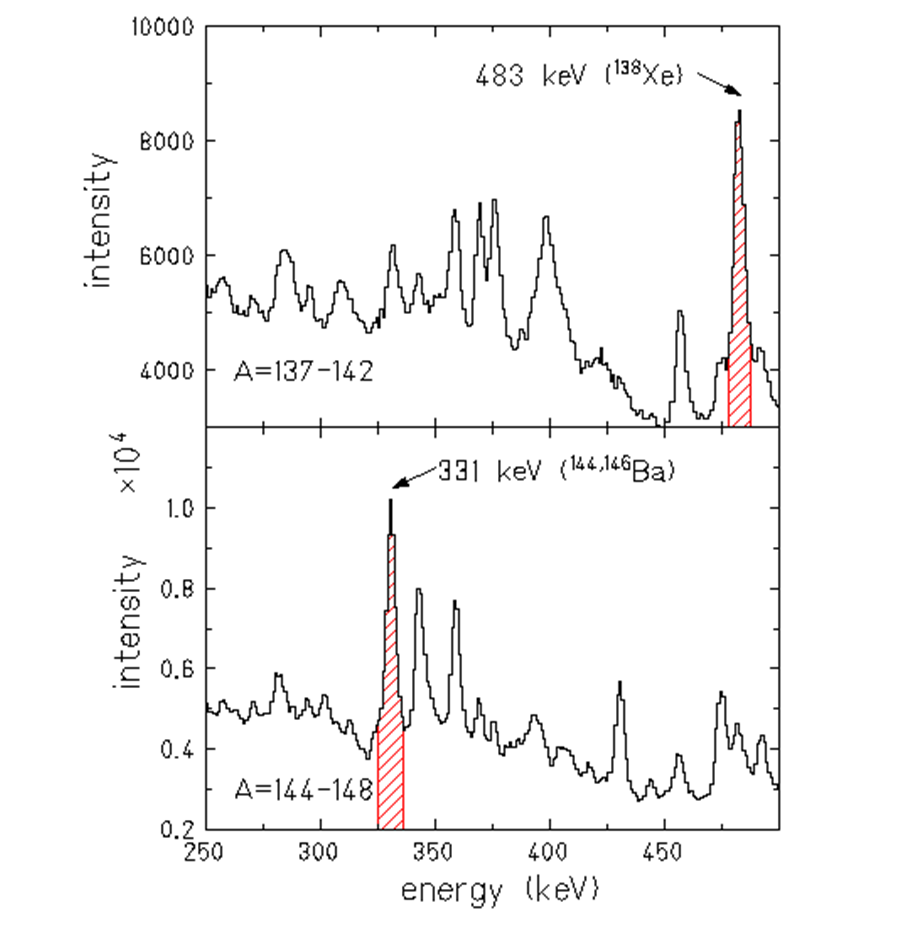 10000
483 keV (¹³⁸Xe)
8000
intensity
6000
4000
A=137-142
×10⁴
331 keV (¹⁴⁴,¹⁴⁶Ba)
1.0
0.8
intensity
0.6
0.4
A=144-148
0.2
250 300 350 400 450
energy (keV)